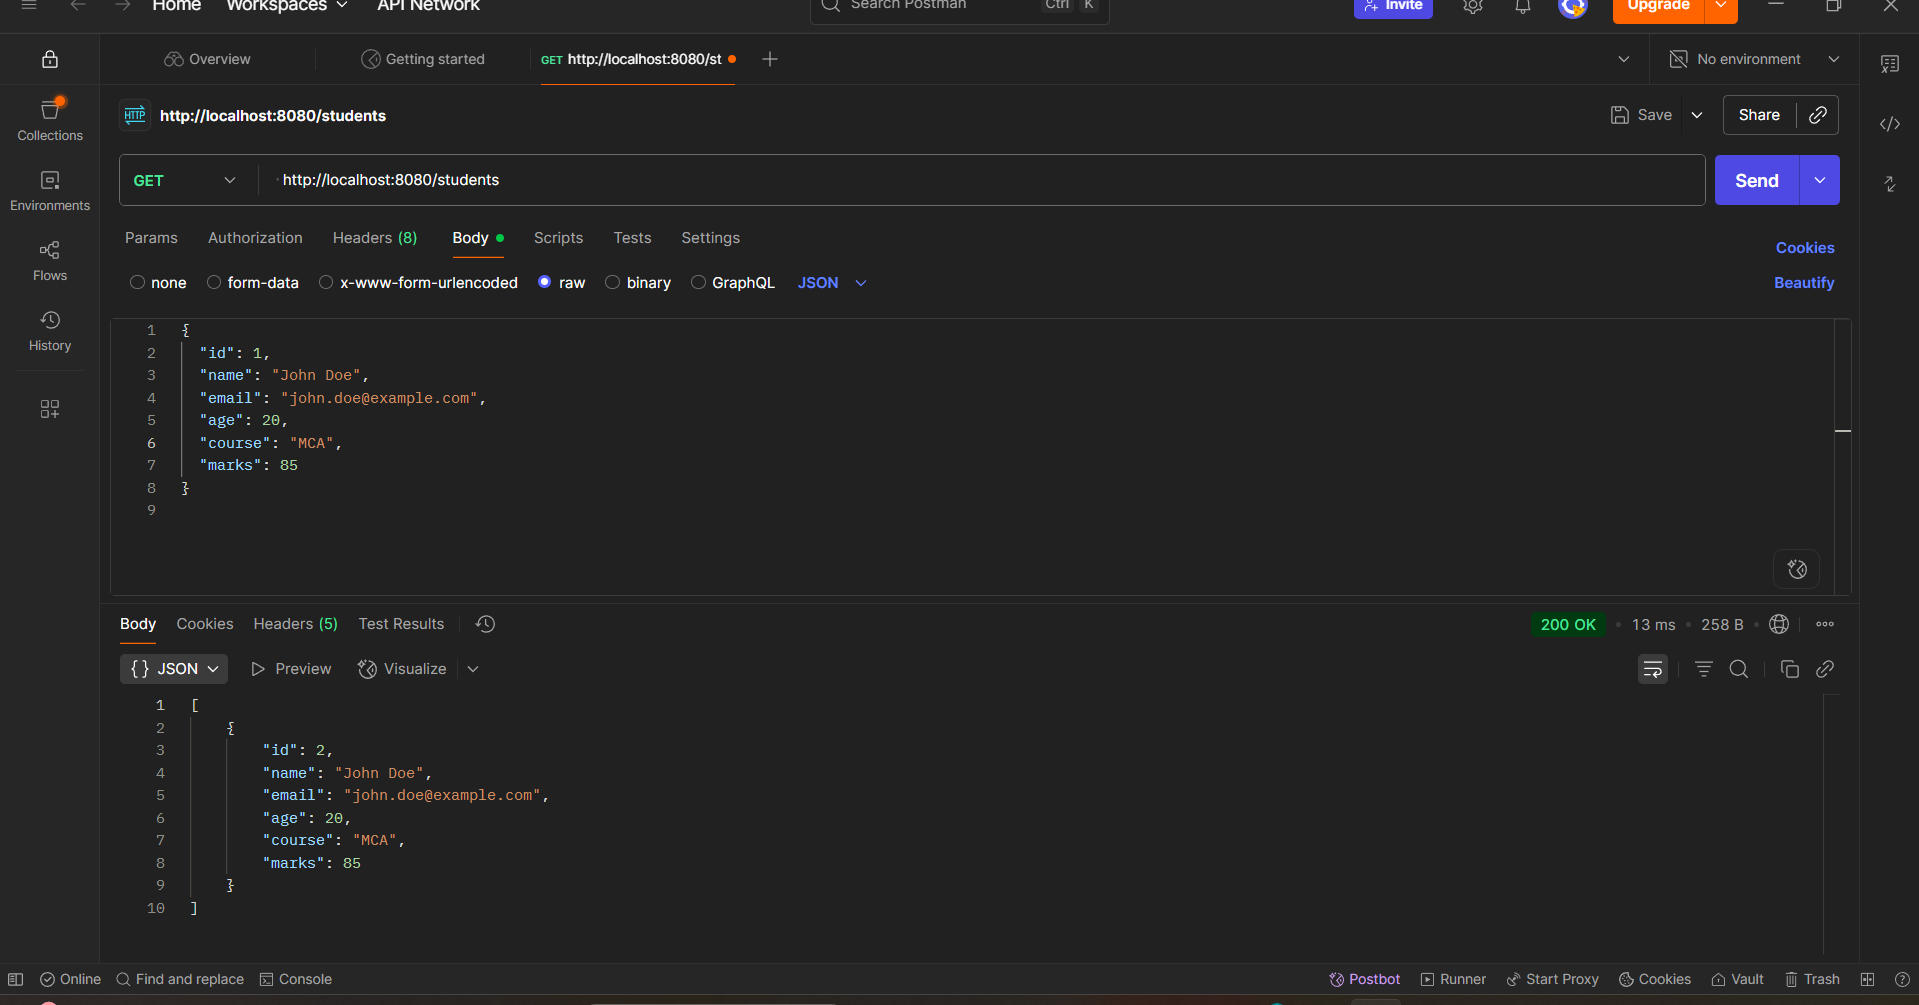 Home Workspaces API Network Search Postman Ctrl K Invite Upgrade
Overview Getting started GET http://localhost:8080/st No environment
HTTP http://localhost:8080/students Save Share
GET http://localhost:8080/students Send
Collections
Environments
Flows
History
Params Authorization Headers (8) Body Scripts Tests Settings Cookies
none form-data x-www-form-urlencoded raw binary GraphQL JSON Beautify
1 {
2 "id": 1,
3 "name": "John Doe",
4 "email": "john.doe@example.com",
5 "age": 20,
6 "course": "MCA",
7 "marks": 85
8 }
9
Body Cookies Headers (5) Test Results 200 OK • 13 ms • 258 B
{} JSON Preview Visualize
1 [
2 {
3 "id": 2,
4 "name": "John Doe",
5 "email": "john.doe@example.com",
6 "age": 20,
7 "course": "MCA",
8 "marks": 85
9 }
10 ]
Online Find and replace Console Postbot Runner Start Proxy Cookies Vault Trash